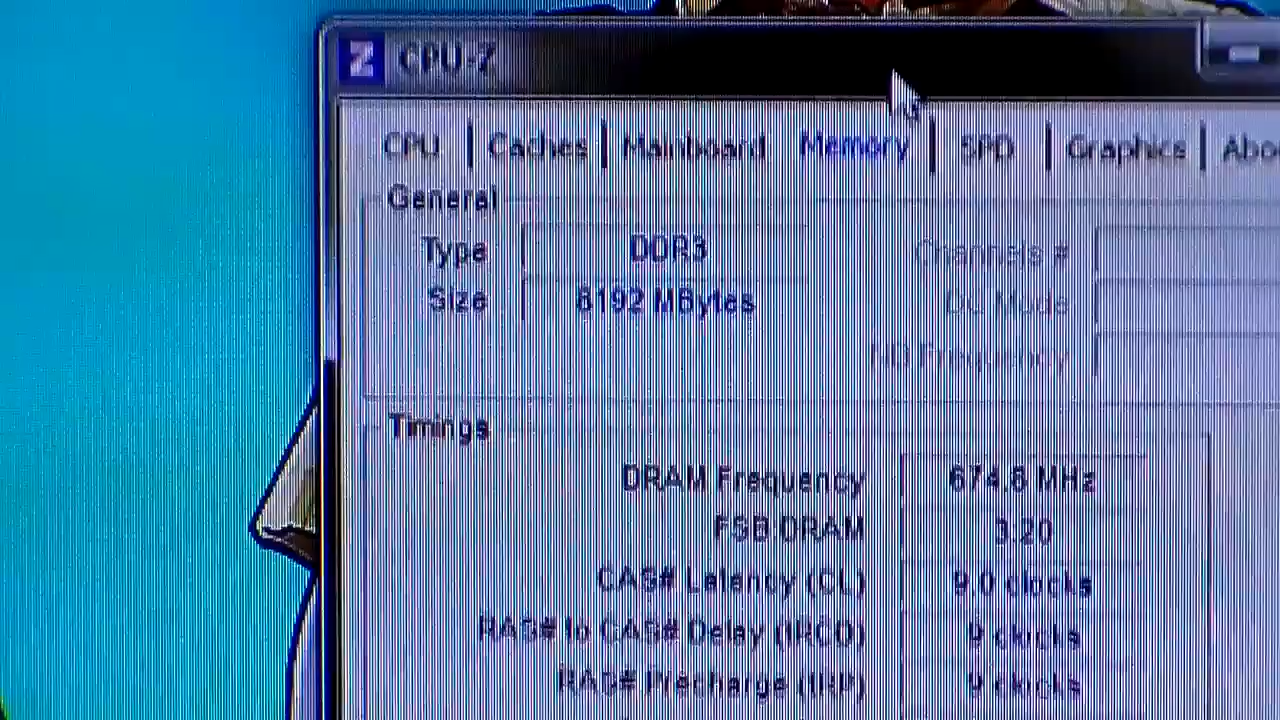 CPU-Z
CPU Caches Mainboard Memory SPD Graphics Abo
General
Type DDR3 Channels #
Size 8192 MBytes DC Mode
NB Frequency
Timings
DRAM Frequency 674.6 MHz
FSB:DRAM 3:20
CAS# Latency (CL) 9.0 clocks
RAS# to CAS# Delay (tRCD) 9 clocks
RAS# Precharge (tRP) 9 clocks